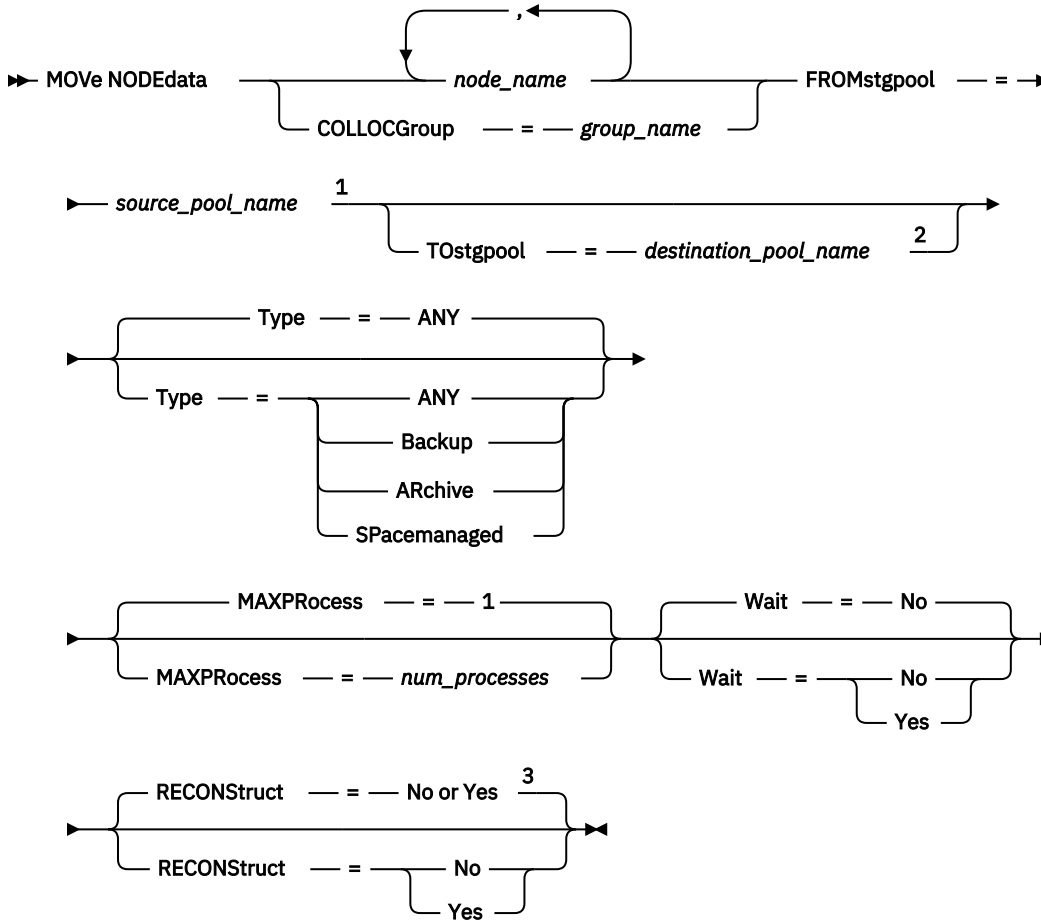 ,
MOVe NODEdata node_name FROMstgpool =
COLLOCGroup = group_name
source_pool_name 1
TOstgpool = destination_pool_name 2
Type = ANY
Type = ANY
Backup
ARchive
SPacemanaged
MAXPRocess = 1 Wait = No
MAXPRocess = num_processes Wait = No
Yes
RECONStruct = No or Yes 3
RECONStruct = No
Yes